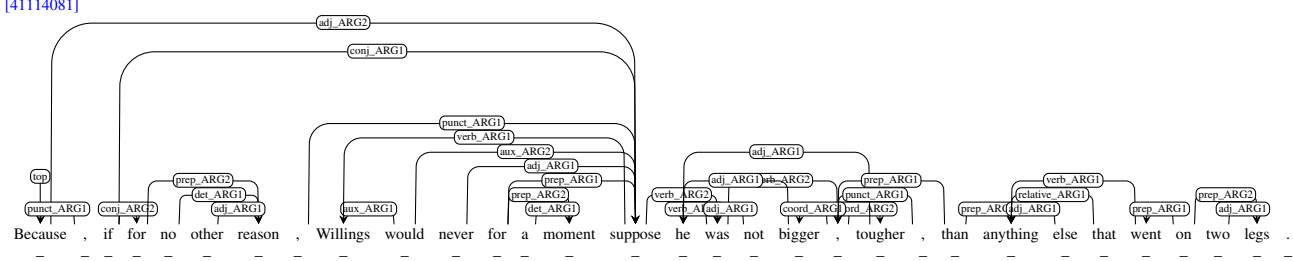 [41114081]
adj_ARG2
conj_ARG1
punct_ARG1
verb_ARG1
aux_ARG2
adj_ARG1 adj_ARG1
top prep_ARG2 prep_ARG1 adj_ARG1 prep_ARG1 verb_ARG1
det_ARG1 prep_ARG2 verb_ARG2 punct_ARG1 relative_ARG1 prep_ARG2
punct_ARG1 conj_ARG2 adj_ARG1 aux_ARG1 det_ARG1 adj_ARG1 adj_ARG1 prep_ARG1 adj_ARG1
Because , if for no other reason , Willings would never for a moment suppose he was not bigger , tougher , than anything else that went on two legs .
_ _ _ _ _ _ _ _ _ _ _ _ _ _ _ _ _ _ _ _ _ _ _ _ _ _ _ _ _ _